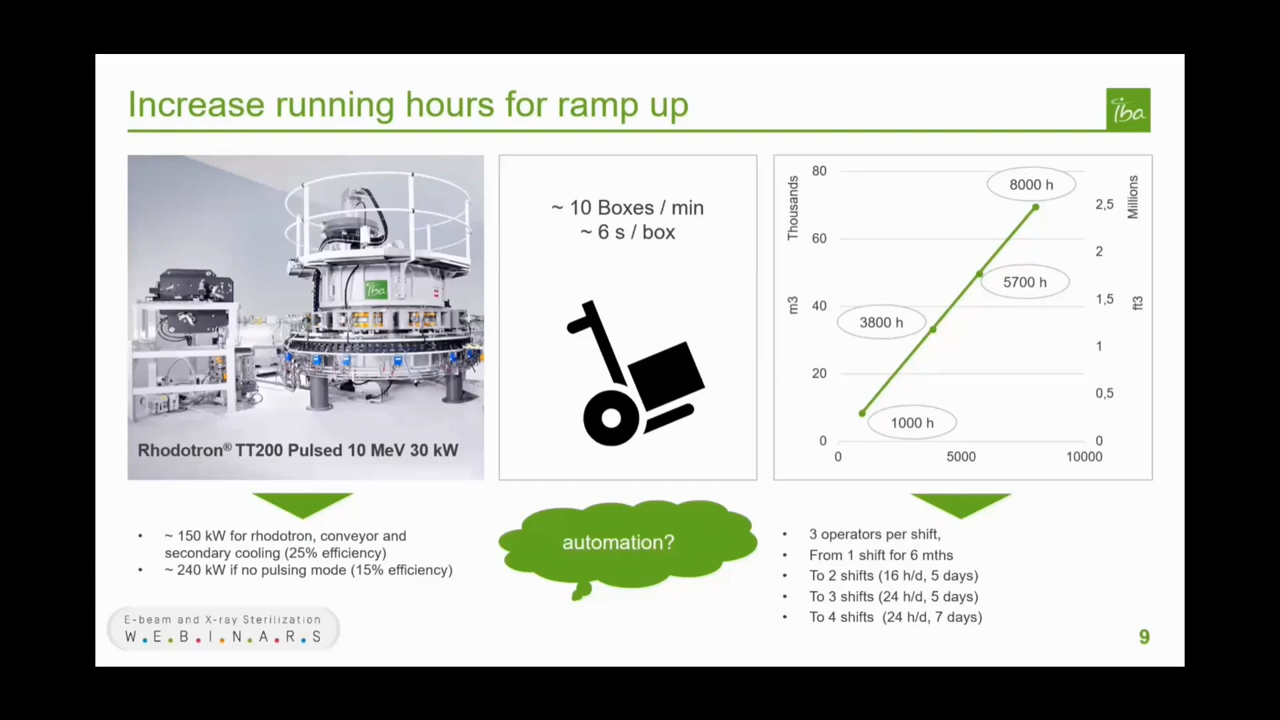 Increase running hours for ramp up
iba
iba
Rhodotron® TT200 Pulsed 10 MeV 30 kW
~ 10 Boxes / min
~ 6 s / box
80
60
40
20
0
Thousands
m3
0
5000
10000
2,5
2
1,5
1
0,5
0
Millions
ft3
8000 h
5700 h
3800 h
1000 h
• ~ 150 kW for rhodotron, conveyor and
secondary cooling (25% efficiency)
• ~ 240 kW if no pulsing mode (15% efficiency)
automation?
• 3 operators per shift,
• From 1 shift for 6 mths
• To 2 shifts (16 h/d, 5 days)
• To 3 shifts (24 h/d, 5 days)
• To 4 shifts (24 h/d, 7 days)
E-beam and X-ray Sterilization
W.E.B.I.N.A.R.S
9